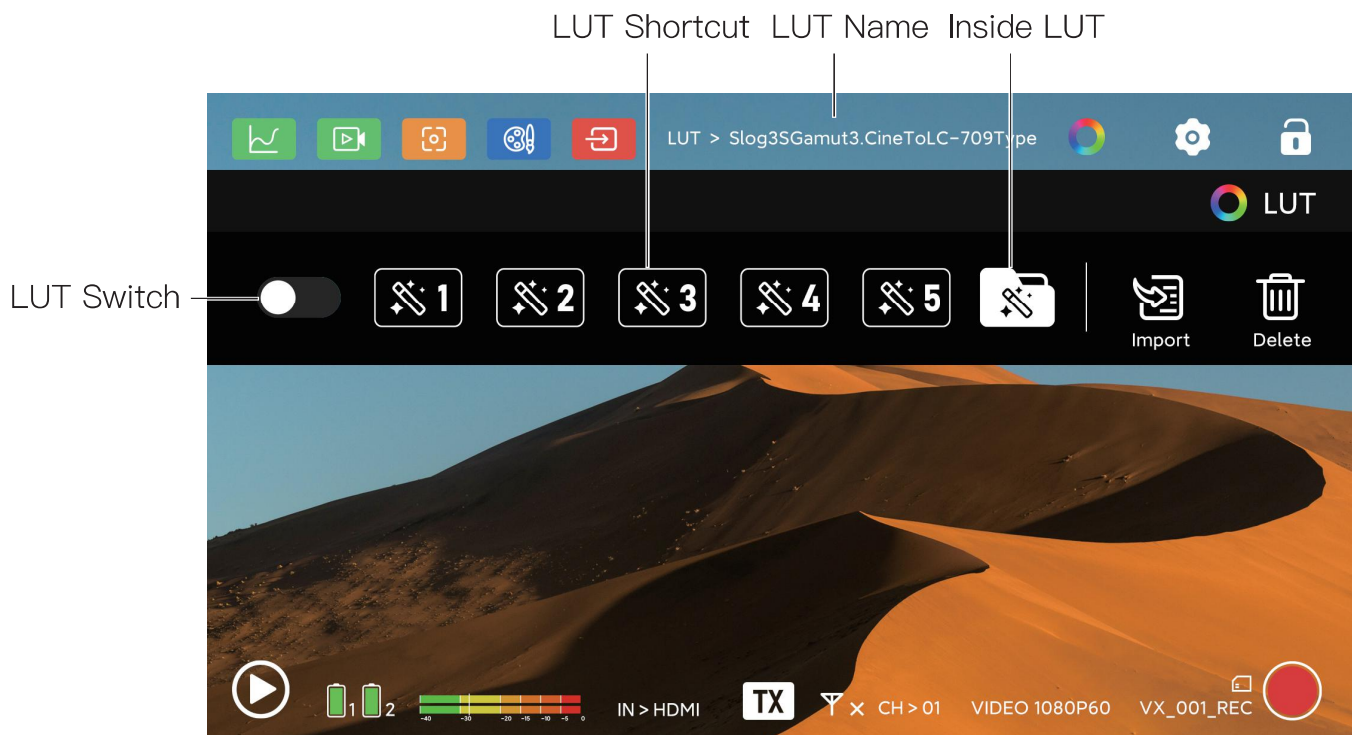 LUT Shortcut LUT Name Inside LUT
LUT > Slog3SGamut3.CineToLC-709Type
LUT
LUT Switch
1 2 3 4 5
Import Delete
1 2
-40 -30 -20 -15 -10 -5 0
IN > HDMI TX CH > 01 VIDEO 1080P60 VX_001_REC